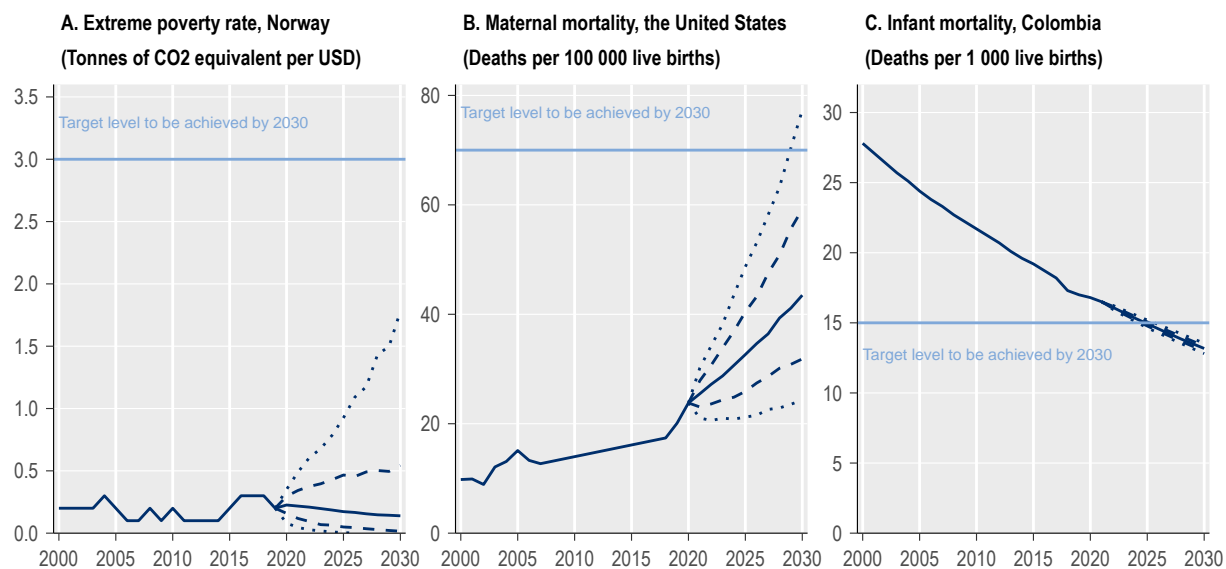 A. Extreme poverty rate, Norway
(Tonnes of CO2 equivalent per USD)
3.5
3.0
2.5
2.0
1.5
1.0
0.5
0.0
Target level to be achieved by 2030
2000 2005 2010 2015 2020 2025 2030
B. Maternal mortality, the United States
(Deaths per 100 000 live births)
80
60
40
20
0
Target level to be achieved by 2030
2000 2005 2010 2015 2020 2025 2030
C. Infant mortality, Colombia
(Deaths per 1 000 live births)
30
25
20
15
10
5
0
Target level to be achieved by 2030
2000 2005 2010 2015 2020 2025 2030